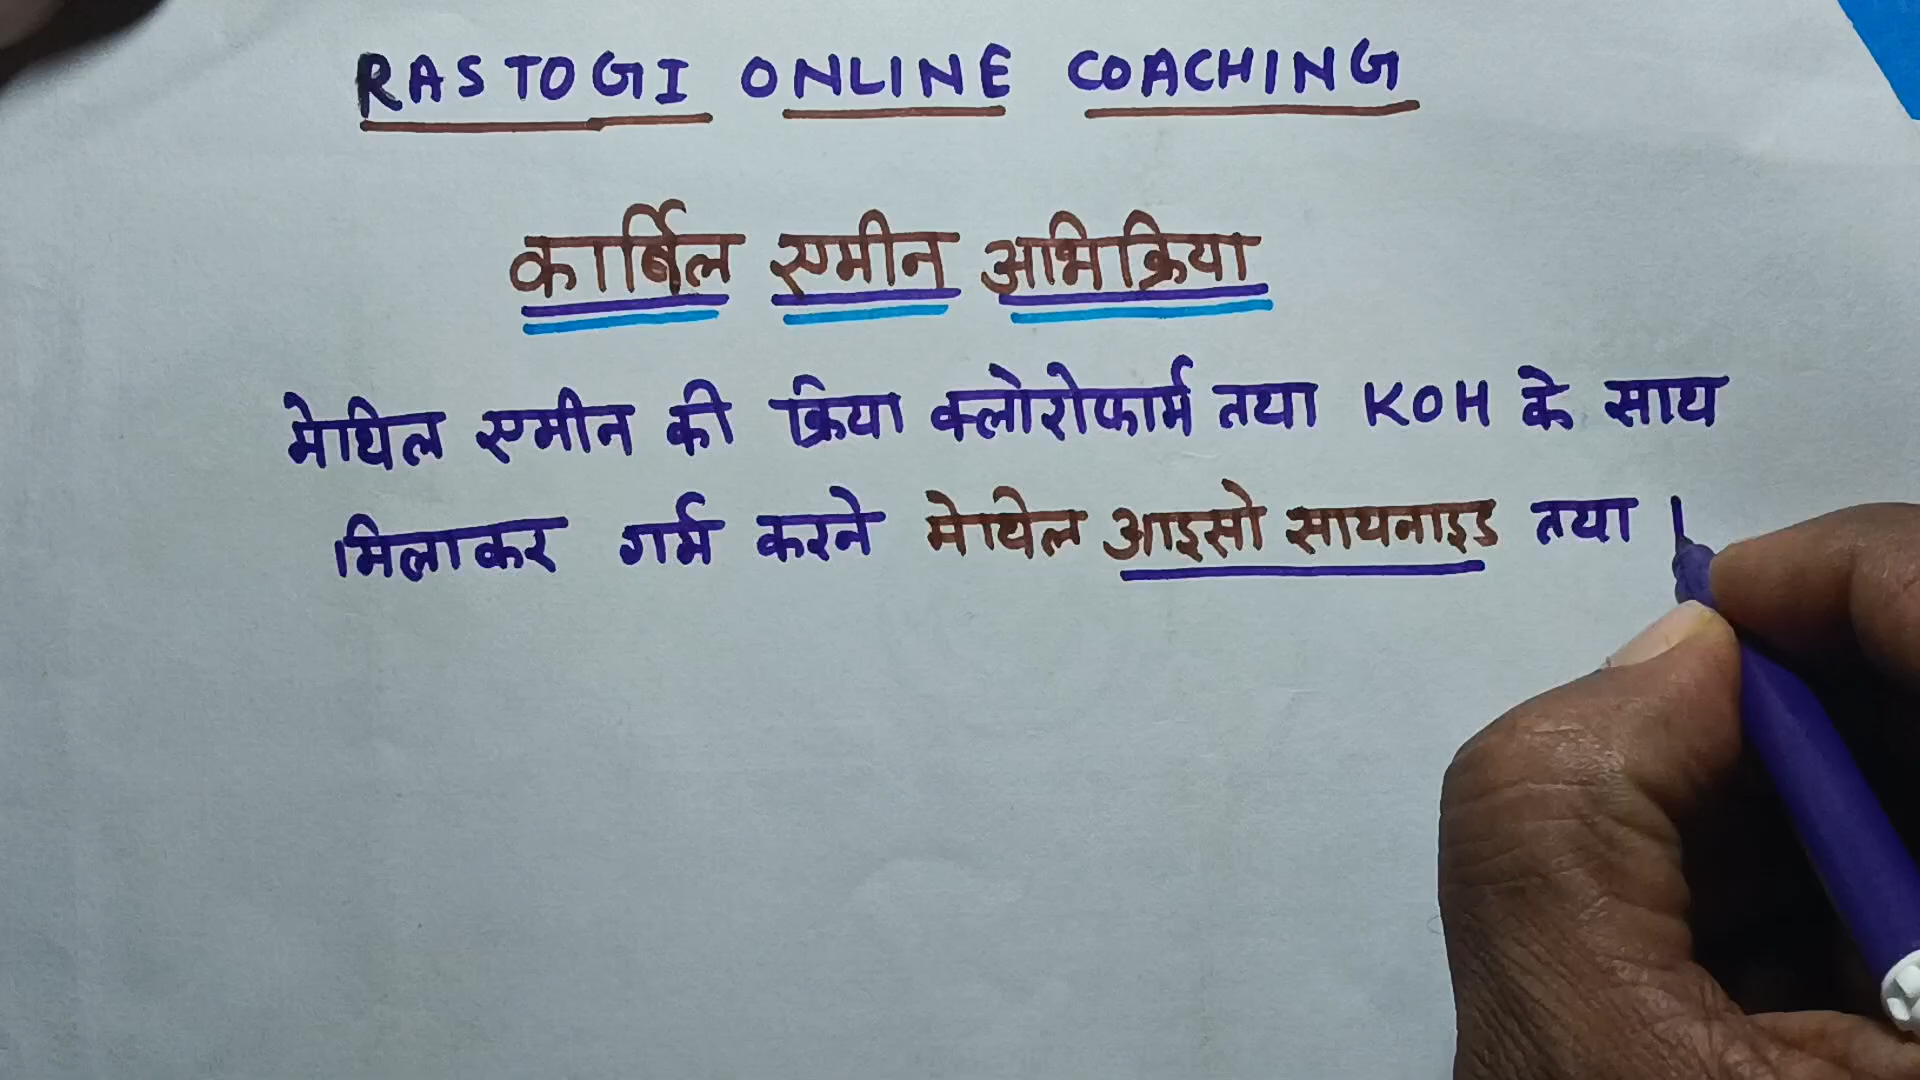 RASTOGI ONLINE COACHING
कार्बिल एमीन अभिक्रिया
मेथिल एमीन की क्रिया क्लोरोफार्म तथा KOH के साथ
मिलाकर गर्म करने मेथिल आइसो सायनाइड तथा